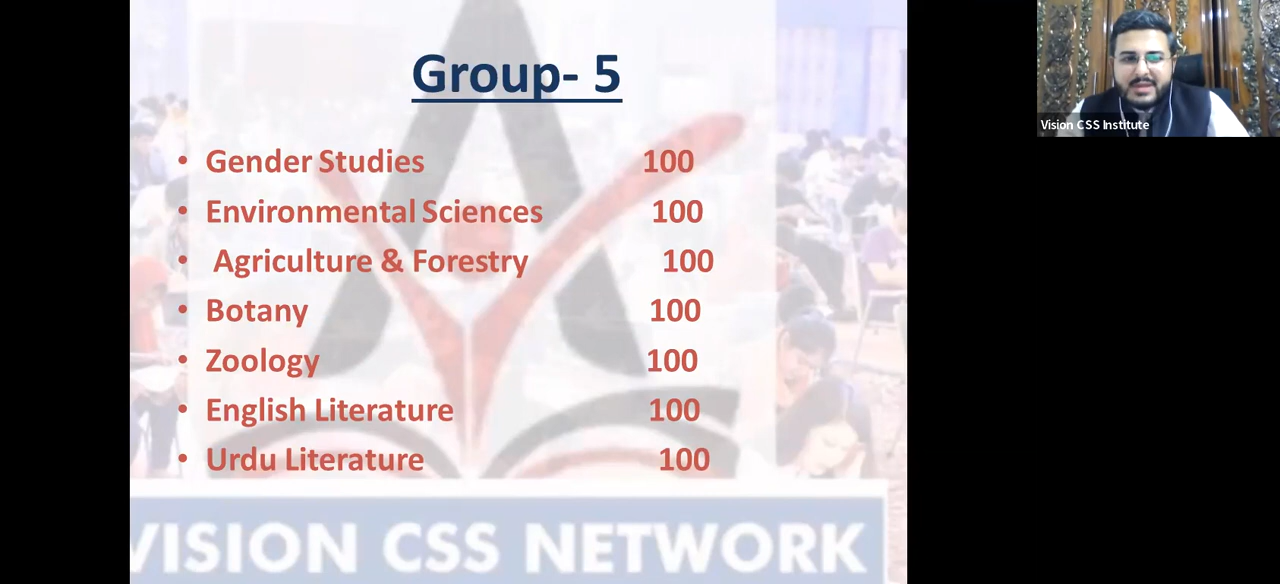 Group- 5
• Gender Studies 100
• Environmental Sciences 100
• Agriculture & Forestry 100
• Botany 100
• Zoology 100
• English Literature 100
• Urdu Literature 100
VISION CSS NETWORK
Vision CSS Institute